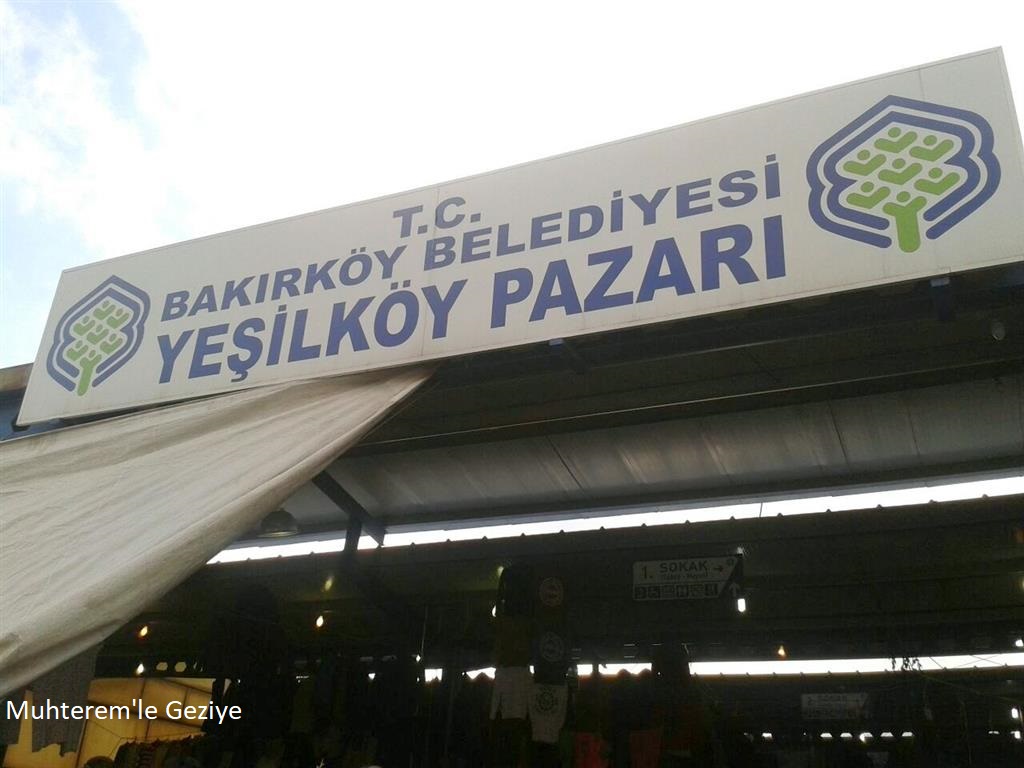 T.C.
BAKIRKÖY BELEDİYESİ
YEŞİLKÖY PAZARI
1. SOKAK
Muhterem'le Geziye